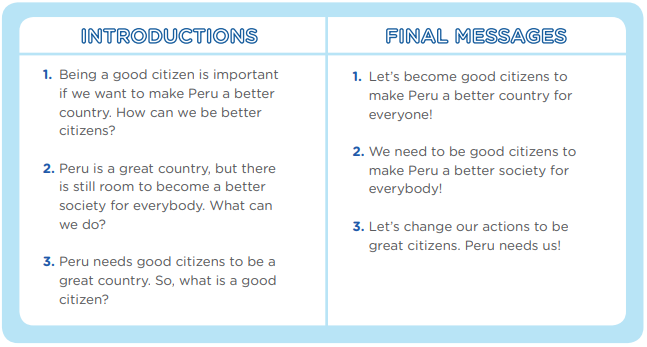 INTRODUCTIONS
1. Being a good citizen is important
if we want to make Peru a better
country. How can we be better
citizens?
2. Peru is a great country, but there
is still room to become a better
society for everybody. What can
we do?
3. Peru needs good citizens to be a
great country. So, what is a good
citizen?
FINAL MESSAGES
1. Let's become good citizens to
make Peru a better country for
everyone!
2. We need to be good citizens to
make Peru a better society for
everybody!
3. Let's change our actions to be
great citizens. Peru needs us!